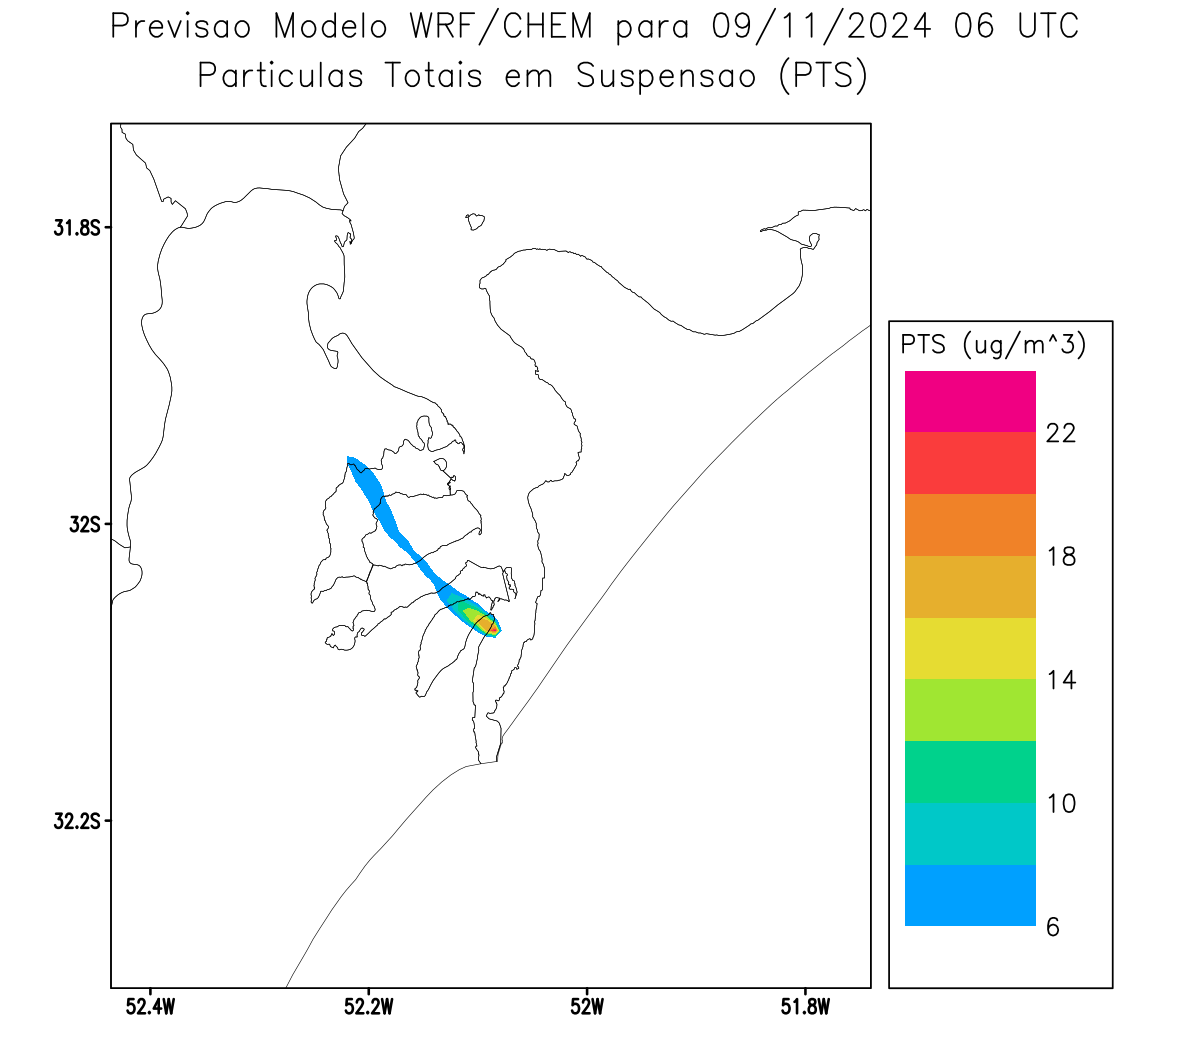 Previsao Modelo WRF/CHEM para 09/11/2024 06 UTC
Particulas Totais em Suspensao (PTS)
31.8S
32S
32.2S
52.4W
52.2W
52W
51.8W
PTS (ug/m^3)
22
18
14
10
6